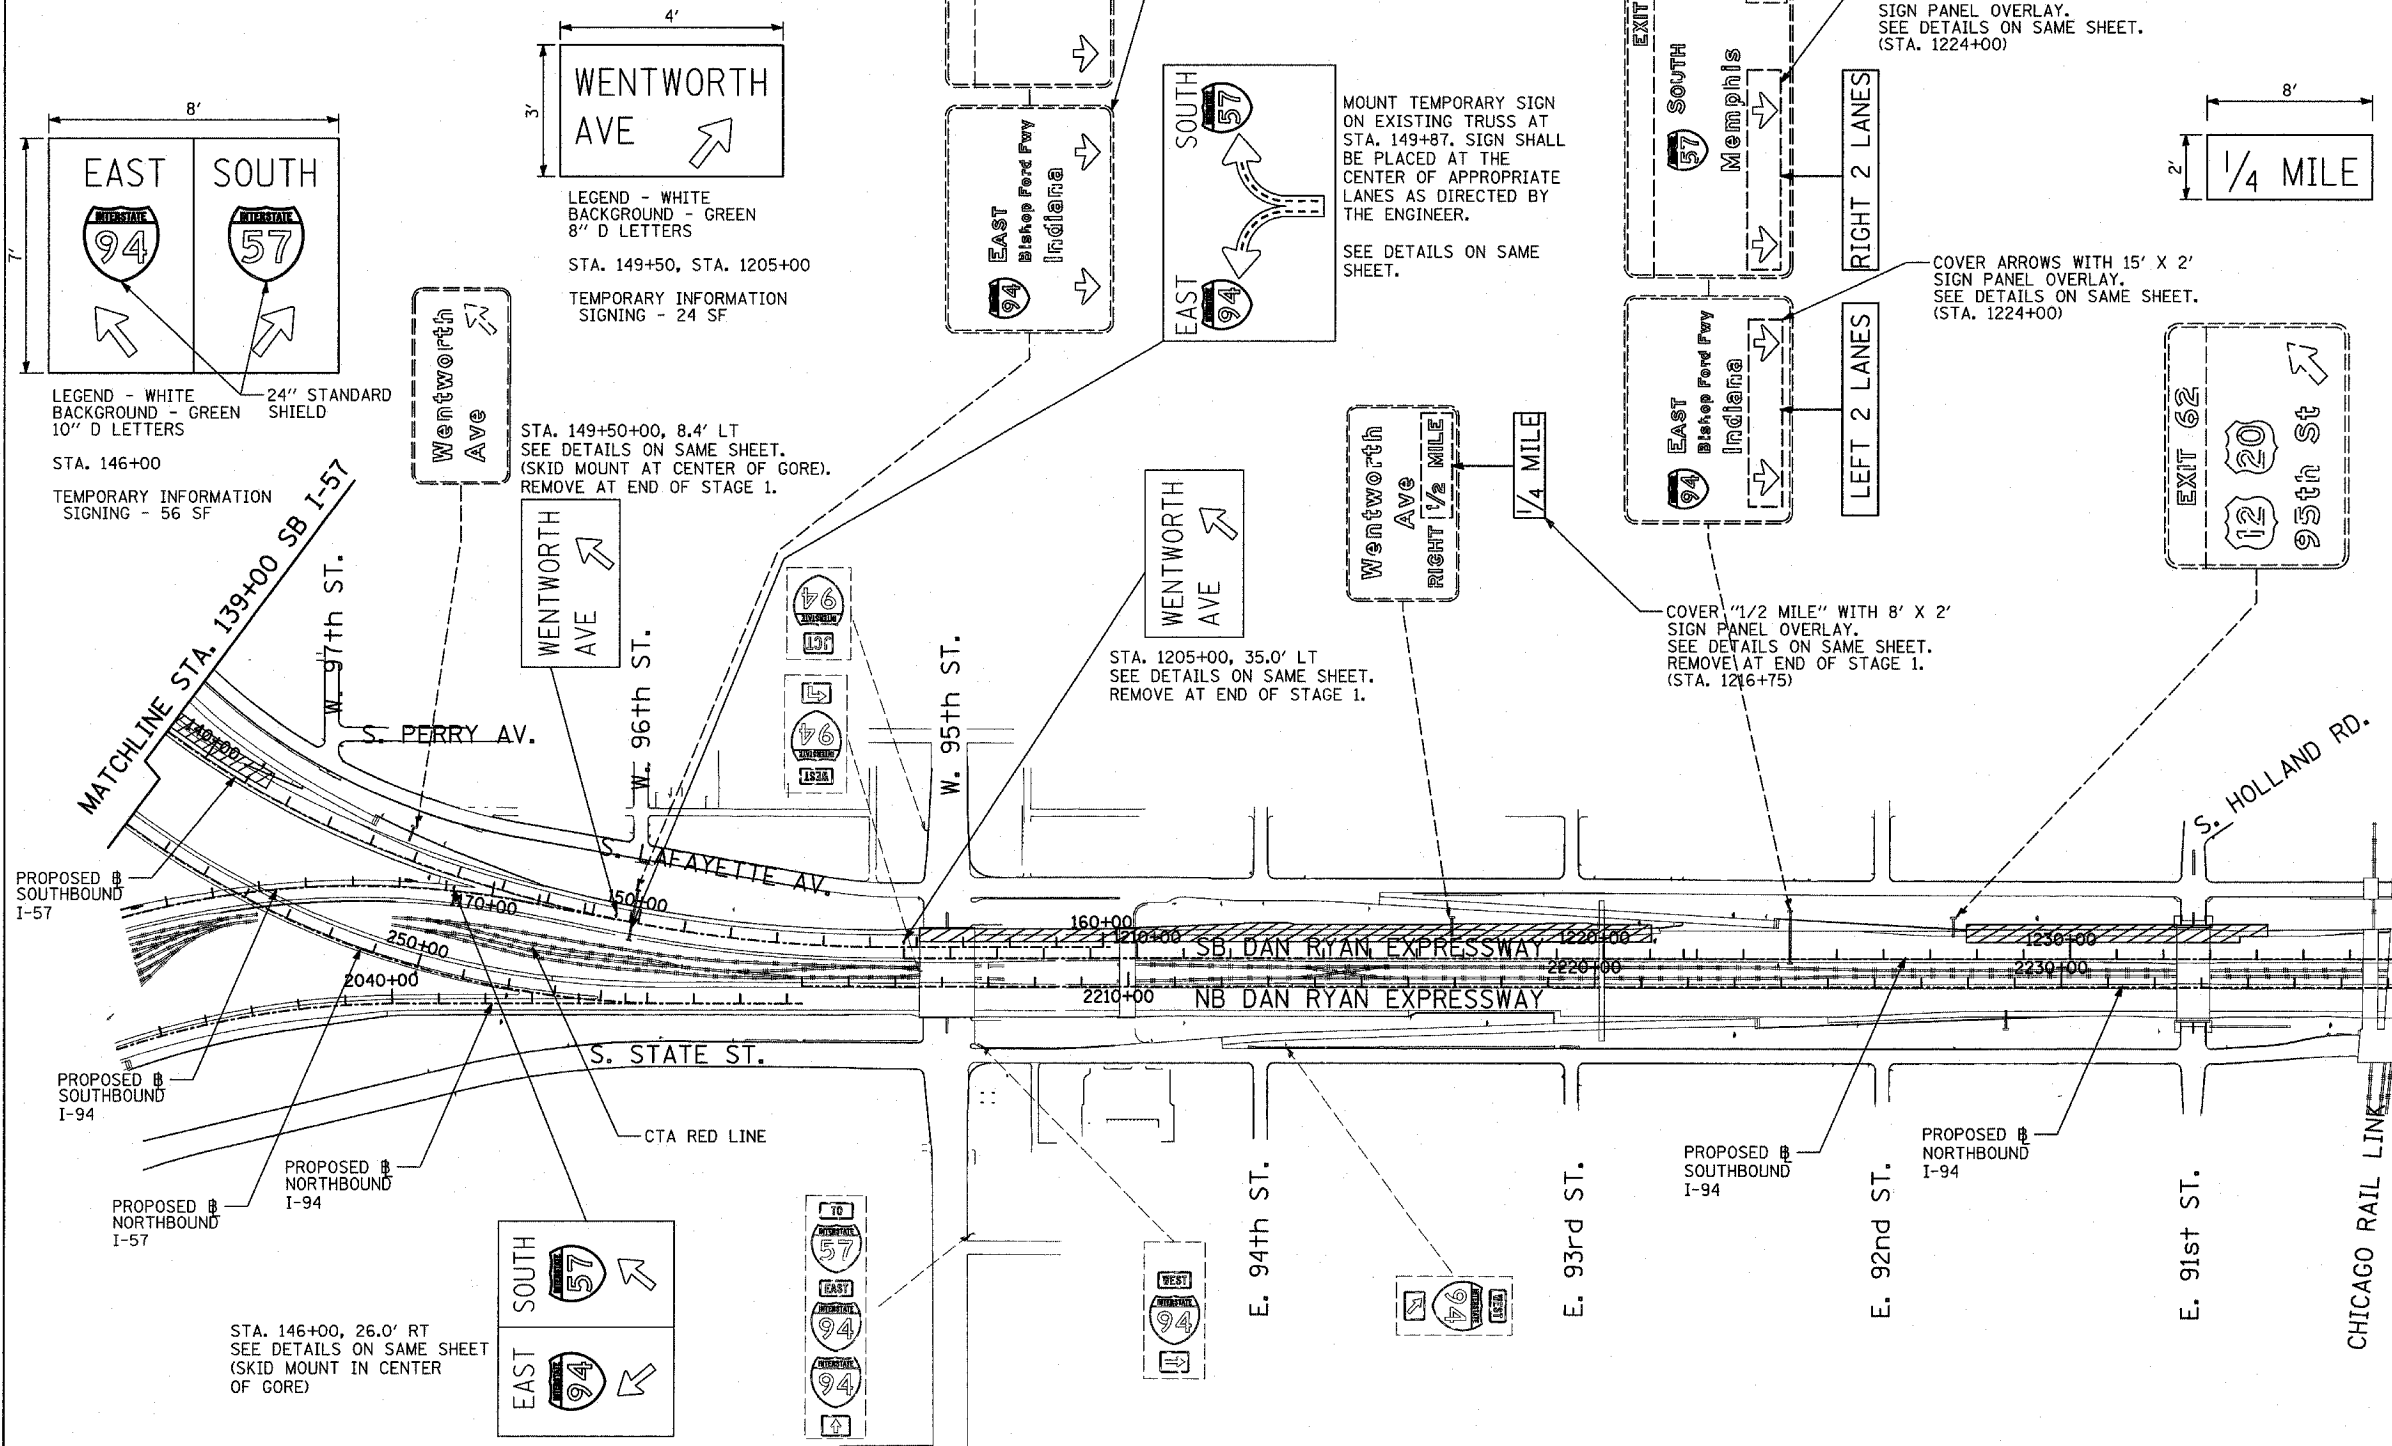 8'
7'
EAST
SOUTH
INTERSTATE
94
INTERSTATE
57
LEGEND - WHITE
BACKGROUND - GREEN
10" D LETTERS
24" STANDARD
SHIELD
STA. 146+00
TEMPORARY INFORMATION
SIGNING - 56 SF
4'
3'
WENTWORTH
AVE
LEGEND - WHITE
BACKGROUND - GREEN
8" D LETTERS
STA. 149+50, STA. 1205+00
TEMPORARY INFORMATION
SIGNING - 24 SF
Wentworth
Ave
STA. 149+50+00, 8.4' LT
SEE DETAILS ON SAME SHEET.
(SKID MOUNT AT CENTER OF GORE).
REMOVE AT END OF STAGE 1.
WENTWORTH
AVE
94
EAST
Bishop Ford Fwy
Indiana
SOUTH
57
EAST
94
MOUNT TEMPORARY SIGN
ON EXISTING TRUSS AT
STA. 149+87. SIGN SHALL
BE PLACED AT THE
CENTER OF APPROPRIATE
LANES AS DIRECTED BY
THE ENGINEER.
SEE DETAILS ON SAME
SHEET.
EXIT
57
SOUTH
Memphis
RIGHT 2 LANES
SIGN PANEL OVERLAY.
SEE DETAILS ON SAME SHEET.
(STA. 1224+00)
94
EAST
Bishop Ford Fwy
Indiana
LEFT 2 LANES
COVER ARROWS WITH 15' X 2'
SIGN PANEL OVERLAY.
SEE DETAILS ON SAME SHEET.
(STA. 1224+00)
8'
2'
1/4 MILE
EXIT 62
12
20
95th St
Wentworth
Ave
RIGHT 1/2 MILE
1/4 MILE
COVER "1/2 MILE" WITH 8' X 2'
SIGN PANEL OVERLAY.
SEE DETAILS ON SAME SHEET.
REMOVE AT END OF STAGE 1.
(STA. 1216+75)
WENTWORTH
AVE
STA. 1205+00, 35.0' LT
SEE DETAILS ON SAME SHEET.
REMOVE AT END OF STAGE 1.
INTERSTATE
94
JCT
INTERSTATE
94
WEST
MATCHLINE STA. 139+00 SB I-57
W. 97th ST.
S. PERRY AV.
W. 96th ST.
W. 95th ST.
S. LAFAYETTE AV.
S. HOLLAND RD.
140+00
150+00
170+00
250+00
2040+00
160+00
1210+00
SB DAN RYAN EXPRESSWAY
1220+00
1230+00
2220+00
2230+00
2210+00
NB DAN RYAN EXPRESSWAY
S. STATE ST.
CTA RED LINE
PROPOSED ℄
SOUTHBOUND
I-57
PROPOSED ℄
SOUTHBOUND
I-94
PROPOSED ℄
NORTHBOUND
I-57
PROPOSED ℄
NORTHBOUND
I-94
PROPOSED ℄
SOUTHBOUND
I-94
PROPOSED ℄
NORTHBOUND
I-94
STA. 146+00, 26.0' RT
SEE DETAILS ON SAME SHEET
(SKID MOUNT IN CENTER
OF GORE)
SOUTH
57
EAST
94
TO
INTERSTATE
57
EAST
INTERSTATE
94
INTERSTATE
94
WEST
INTERSTATE
94
WEST
INTERSTATE
94
E. 94th ST.
E. 93rd ST.
E. 92nd ST.
E. 91st ST.
CHICAGO RAIL LINK